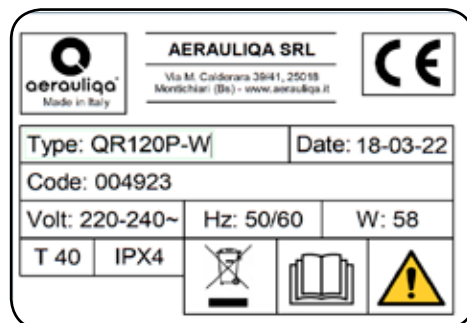 aerauliqa
Made in Italy
AERAULIQA SRL
Via M. Calderara 39/41, 25018
Montichiari (Bs) - www.aerauliqa.it
CE
Type: QR120P-W
Date: 18-03-22
Code: 004923
Volt: 220-240~
Hz: 50/60
W: 58
T 40
IPX4